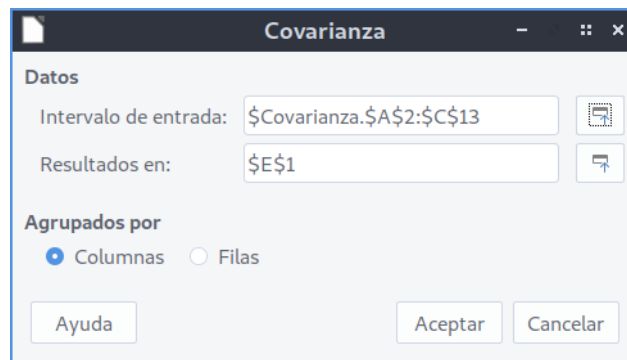 Covarianza
Datos
Intervalo de entrada: $Covarianza.$A$2:$C$13
Resultados en: $E$1
Agrupados por
Columnas Filas
Ayuda Aceptar Cancelar